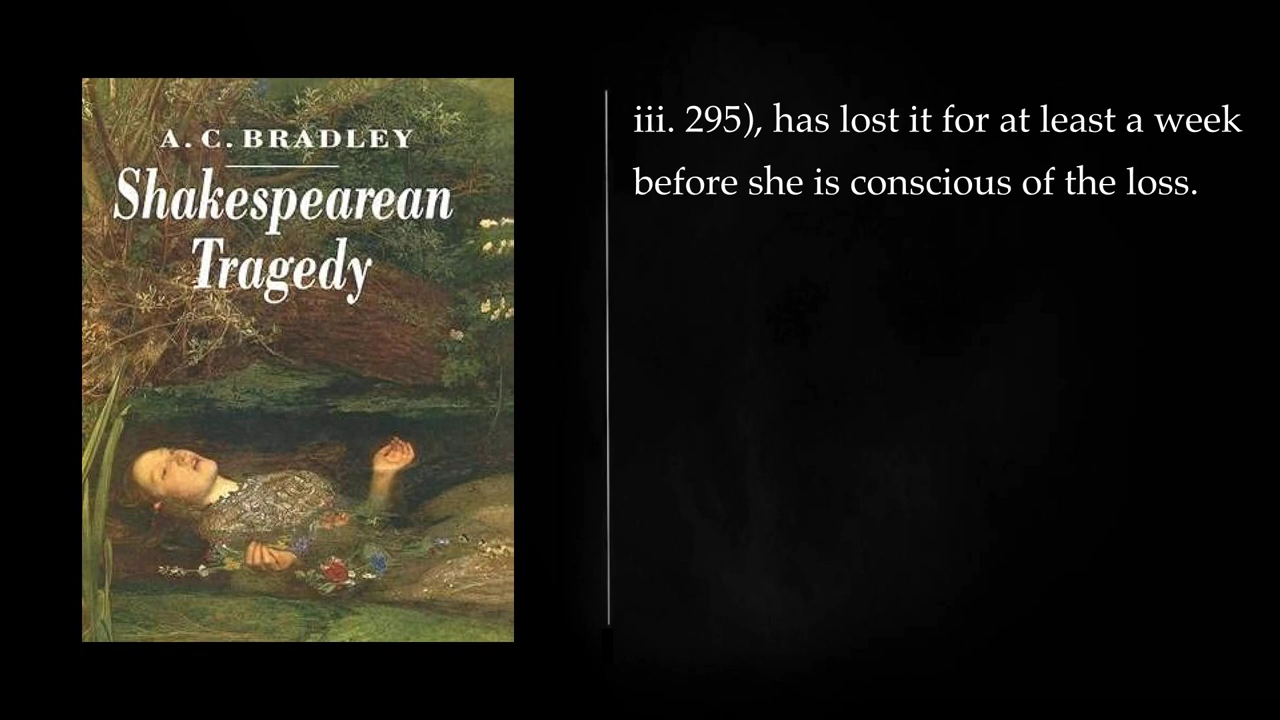 A. C. BRADLEY
Shakespearean
Tragedy
iii. 295), has lost it for at least a week
before she is conscious of the loss.